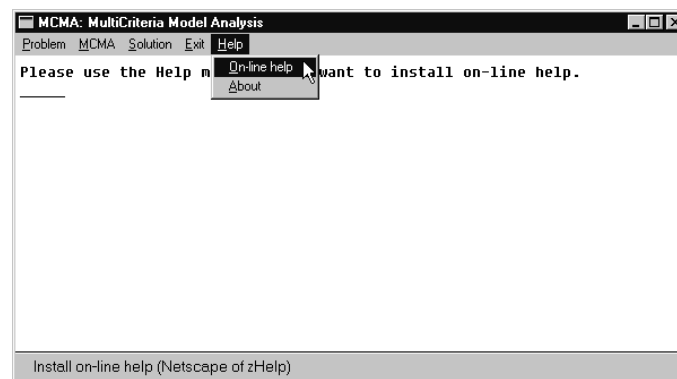 MCMA: MultiCriteria Model Analysis
Problem MCMA Solution Exit Help
Please use the Help m want to install on-line help.
On-line help
About
Install on-line help (Netscape of zHelp)